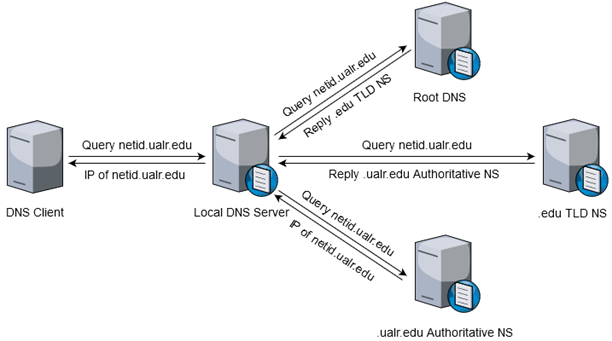 Query netid.ualr.edu
Reply .edu TLD NS
Root DNS
Query netid.ualr.edu
IP of netid.ualr.edu
DNS Client
Local DNS Server
Query netid.ualr.edu
Reply .ualr.edu Authoritative NS
.edu TLD NS
Query netid.ualr.edu
IP of netid.ualr.edu
.ualr.edu Authoritative NS